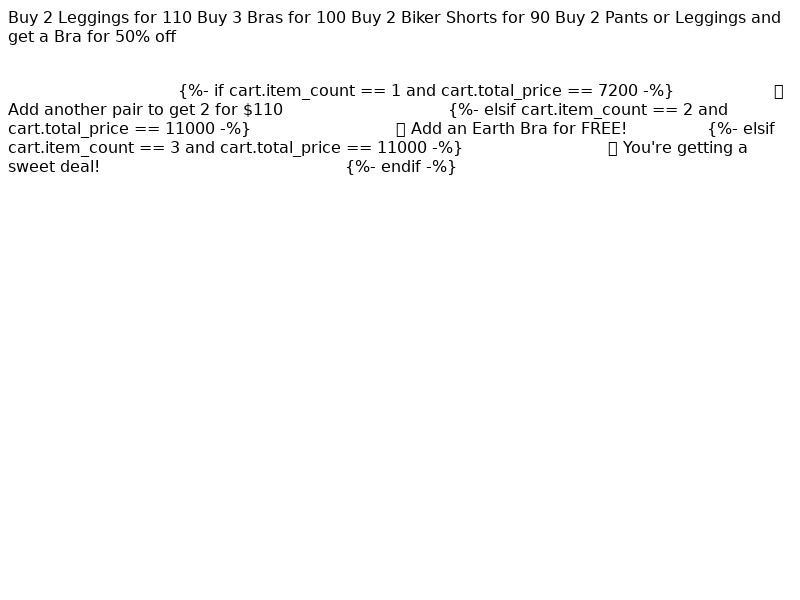 Buy 2 Leggings for 110 Buy 3 Bras for 100 Buy 2 Biker Shorts for 90 Buy 2 Pants or Leggings and
get a Bra for 50% off
{%- if cart.item_count == 1 and cart.total_price == 7200 -%}
Add another pair to get 2 for $110 {%- elsif cart.item_count == 2 and
cart.total_price == 11000 -%} Add an Earth Bra for FREE! {%- elsif
cart.item_count == 3 and cart.total_price == 11000 -%} You're getting a
sweet deal! {%- endif -%}